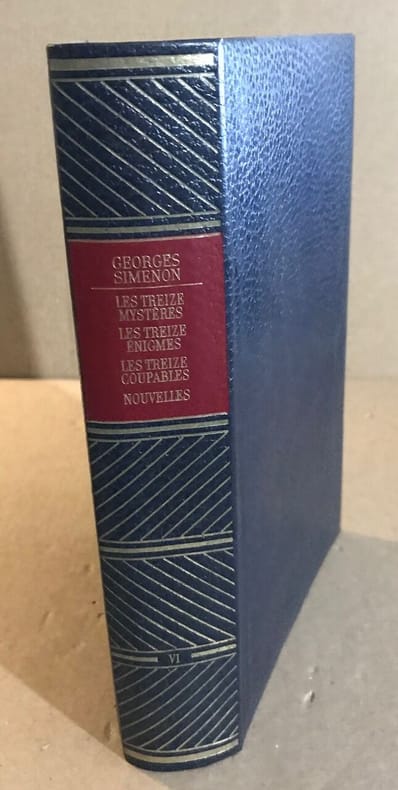 GEORGES
SIMENON
LES TREIZE
MYSTÈRES
LES TREIZE
ÉNIGMES
LES TREIZE
COUPABLES
NOUVELLES
VI